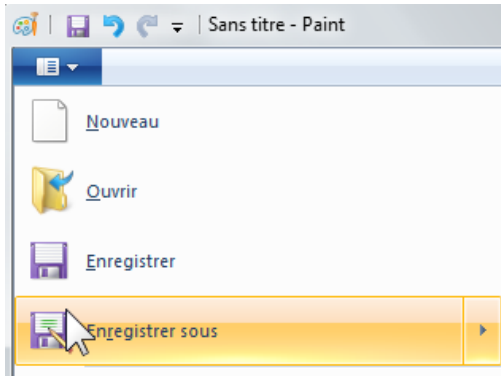 Sans titre - Paint
Nouveau
Ouvrir
Enregistrer
Enregistrer sous